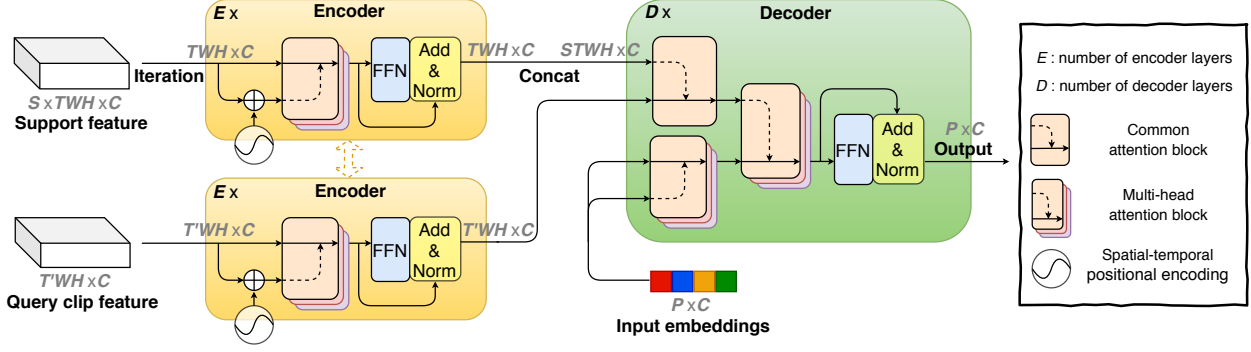 E x Encoder
TWH x C
Iteration
S x TWH x C
Support feature
FFN
Add
&
Norm
TWH x C
Concat
STWH x C
E x Encoder
T'WH x C
T'WH x C
Query clip feature
FFN
Add
&
Norm
T'WH x C
D x Decoder
FFN
Add
&
Norm
P x C
Output
P x C
Input embeddings
E : number of encoder layers
D : number of decoder layers
Common
attention block
Multi-head
attention block
Spatial-temporal
positional encoding